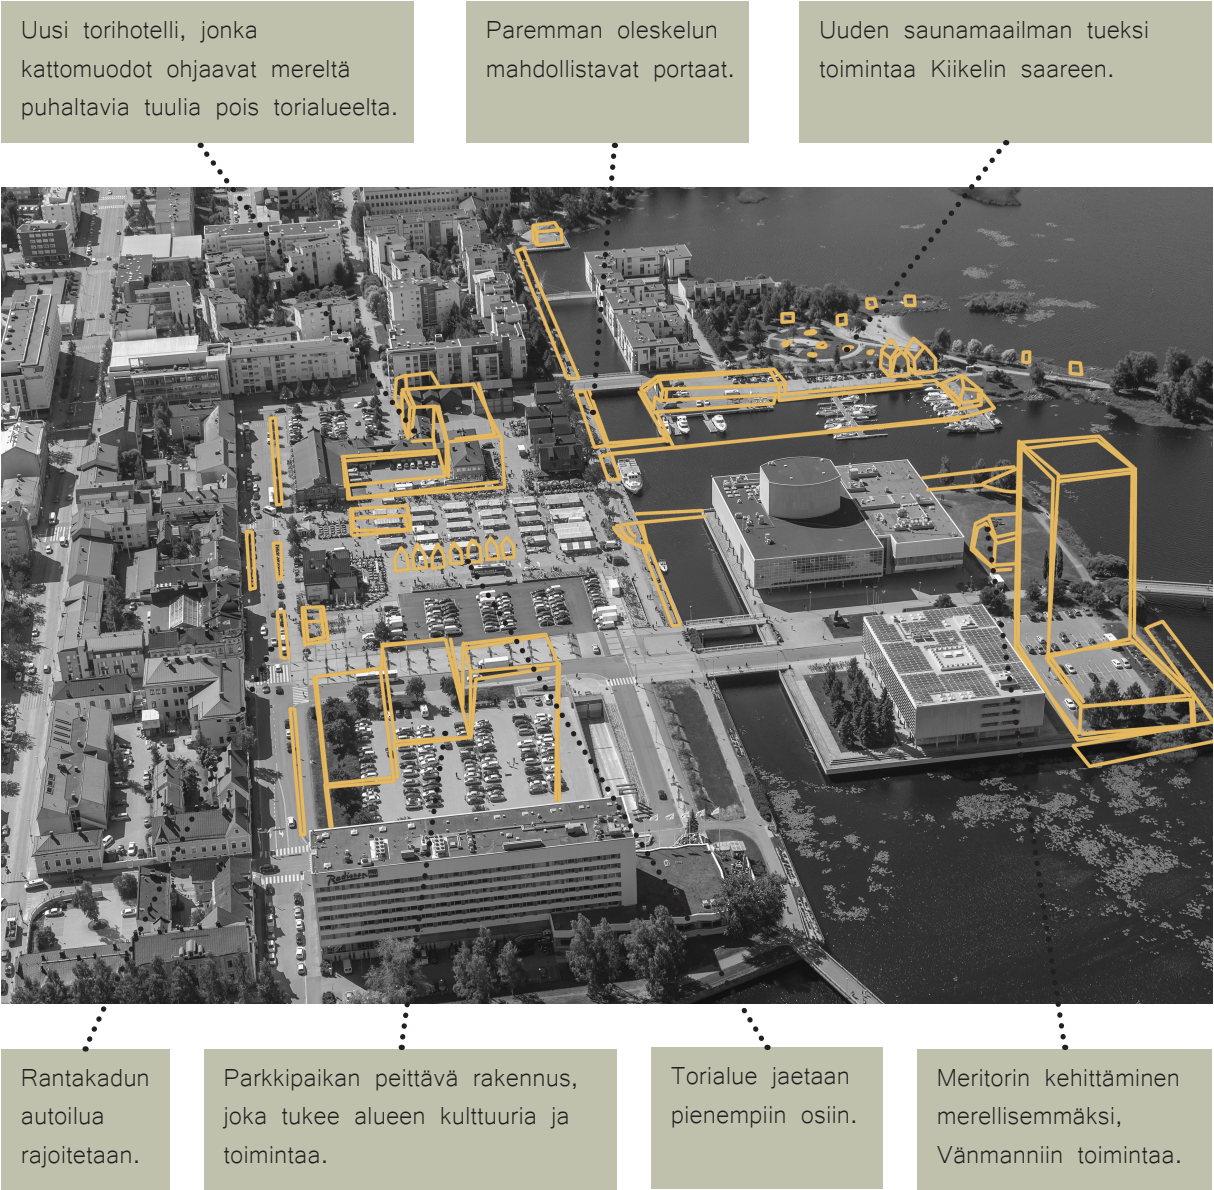 Uusi torihotelli, jonka
kattomuodot ohjaavat mereltä
puhaltavia tuulia pois torialueelta.
Paremman oleskelun
mahdollistavat portaat.
Uuden saunamaailman tueksi
toimintaa Kiikelin saareen.
Radisson
Rantakadun
autoilua
rajoitetaan.
Parkkipaikan peittävä rakennus,
joka tukee alueen kulttuuria ja
toimintaa.
Torialue jaetaan
pienempiin osiin.
Meritorin kehittäminen
merellisemmäksi,
Vänmanniin toimintaa.